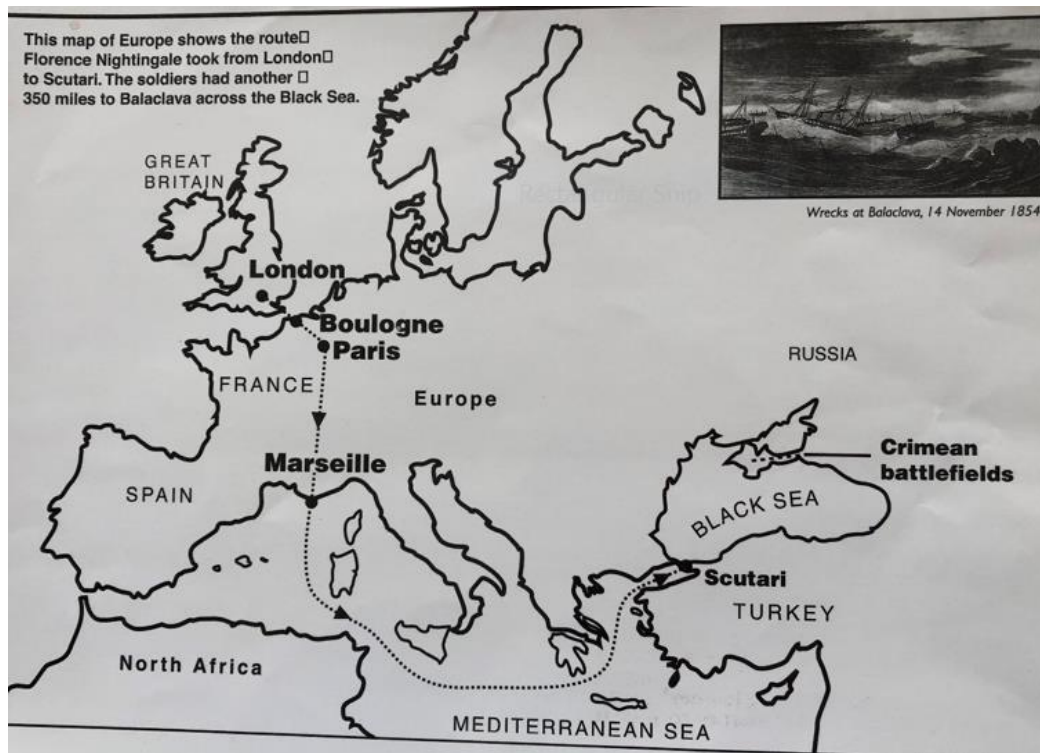 This map of Europe shows the route□
Florence Nightingale took from London□
to Scutari. The soldiers had another □
350 miles to Balaclava across the Black Sea.
Wrecks at Balaclava, 14 November 1854
GREAT
BRITAIN
London
Boulogne
Paris
FRANCE
Europe
RUSSIA
Marseille
SPAIN
Crimean
battlefields
BLACK SEA
Scutari
TURKEY
North Africa
MEDITERRANEAN SEA